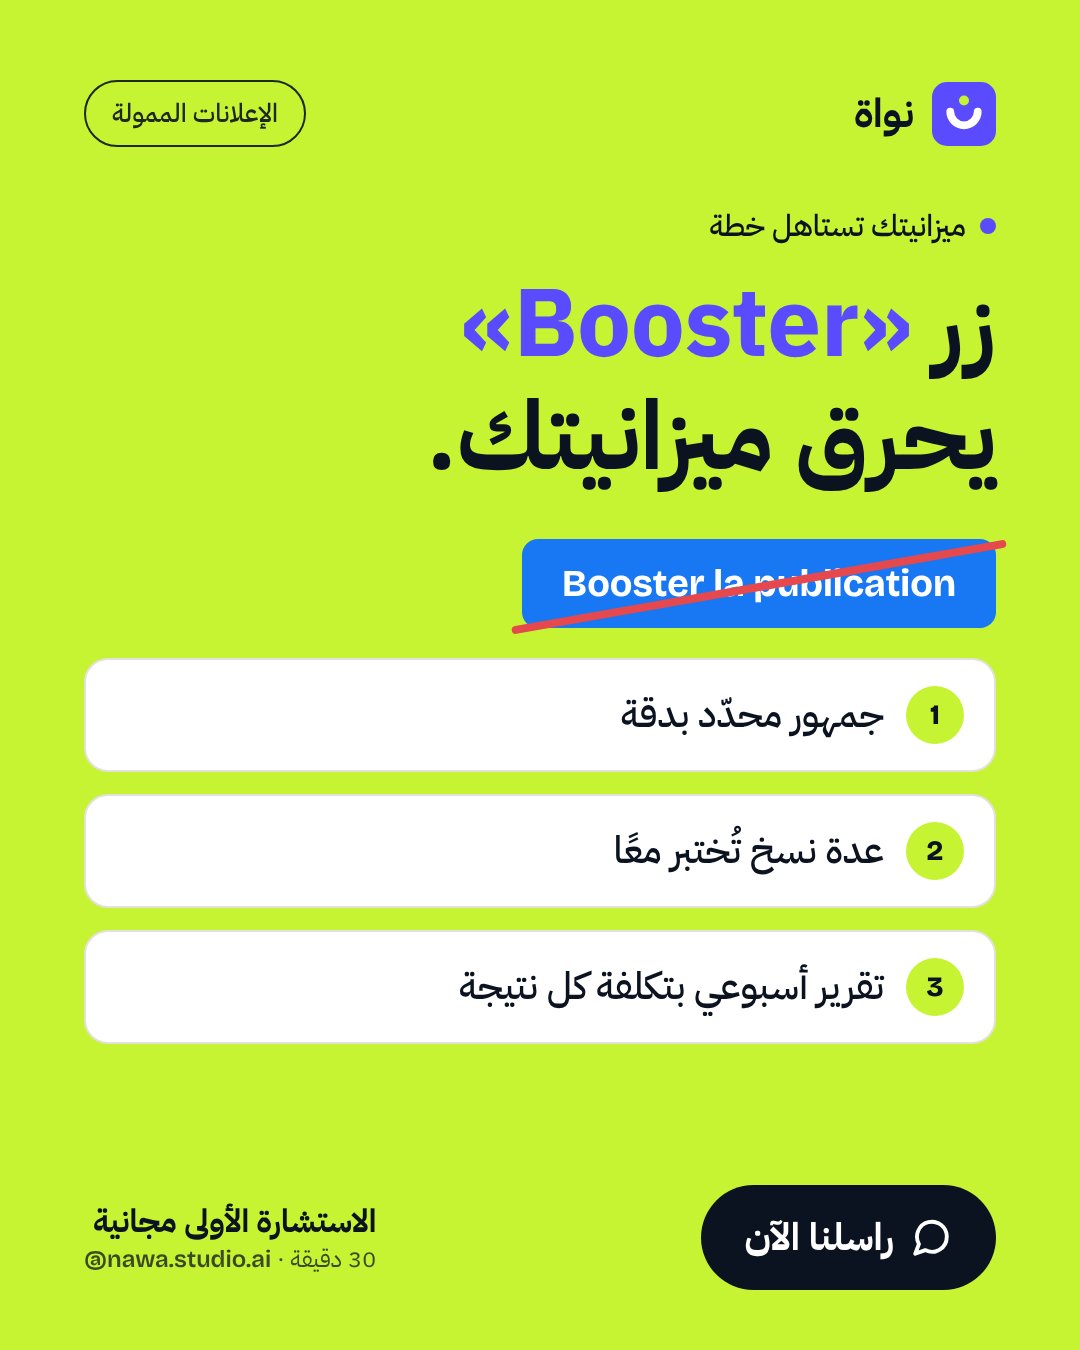 نواة
الإعلانات الممولة
ميزانيتك تستاهل خطة
زر «Booster»
يحرق ميزانيتك.
Booster la publication
1 جمهور محدّد بدقة
2 عدة نسخ تُختبر معًا
3 تقرير أسبوعي بتكلفة كل نتيجة
راسلنا الآن
الاستشارة الأولى مجانية
30 دقيقة · @nawa.studio.ai